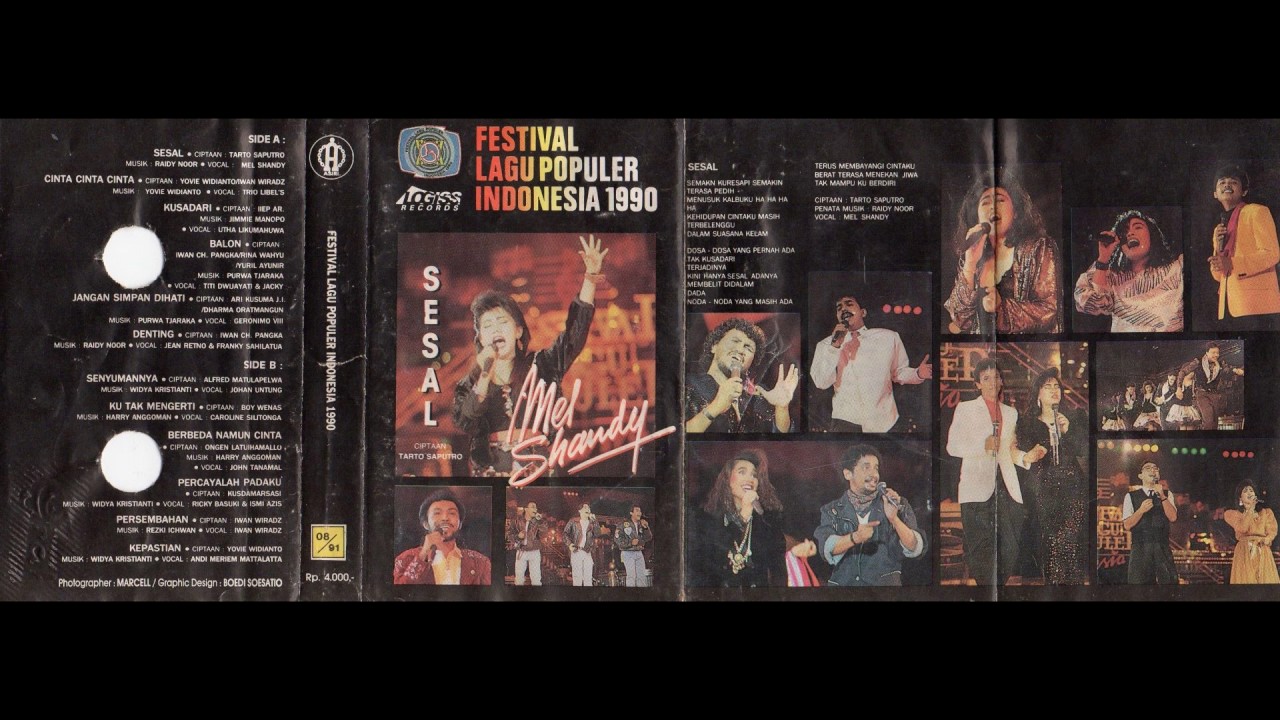 SIDE A :
SESAL ● CIPTAAN : TARTO SAPUTRO
MUSIK : RAIDY NOOR ● VOCAL : MEL SHANDY
CINTA CINTA CINTA ● CIPTAAN : YOVIE WIDIANTO/IWAN WIRADZ
MUSIK : YOVIE WIDIANTO ● VOCAL : TRIO LIBEL'S
KUSADARI ● CIPTAAN : IIEP AR.
MUSIK : JIMMIE MANOPO
● VOCAL : UTHA LIKUMAHUWA
BALON ● CIPTAAN :
IWAN CH. PANGKA/RINA WAHYU
/YURIL AYUNIR
MUSIK : PURWA TJARAKA
● VOCAL : TITI DWIJAYATI & JACKY
JANGAN SIMPAN DIHATI ● CIPTAAN : ARI KUSUMA J.I.
/DHARMA ORATMANGUN
MUSIK : PURWA TJARAKA ● VOCAL : GERONIMO VIII
DENTING ● CIPTAAN : IWAN CH. PANGKA
MUSIK : RAIDY NOOR ● VOCAL : JEAN RETNO & FRANKY SAHILATUA
SIDE B :
SENYUMANNYA ● CIPTAAN : ALFRED MATULAPELWA
MUSIK : WIDYA KRISTIANTI ● VOCAL : JOHAN UNTUNG
KU TAK MENGERTI ● CIPTAAN : BOY WENAS
MUSIK : HARRY ANGGOMAN ● VOCAL : CAROLINE SILITONGA
BERBEDA NAMUN CINTA
● CIPTAAN : ONGEN LATUIHAMALLU
MUSIK : HARRY ANGGOMAN
● VOCAL : JOHN TANAMAL
PERCAYALAH PADAKU
● CIPTAAN : KUSDAMARSASI
MUSIK : WIDYA KRISTIANTI ● VOCAL : RICKY BASUKI & ISMI AZIS
PERSEMBAHAN ● CIPTAAN : IWAN WIRADZ
MUSIK : REZKI ICHWAN ● VOCAL : IWAN WIRADZ
KEPASTIAN ● CIPTAAN : YOVIE WIDIANTO
MUSIK : WIDYA KRISTIANTI ● VOCAL : ANDI MERIEM MATTALATTA
Photographer : MARCELL / Graphic Design : BOEDI SOESATIO
ASIRI
FESTIVAL LAGU POPULER INDONESIA 1990
08/91
Rp. 4.000,-
LOGISS
RECORDS
FESTIVAL
LAGU POPULER
INDONESIA 1990
SESAL
CIPTAAN
TARTO SAPUTRO
Mel
Shandy
SESAL
SEMAKN KURESAPI SEMAKIN
TERASA PEDIH -
MENUSUK KALBUKU HA HA HA
HA
KEHIDUPAN CINTAKU MASIH
TERBELENGGU
DALAM SUASANA KELAM
DOSA - DOSA YANG PERNAH ADA
TAK KUSADARI
TERJADINYA
KINI HANYA SESAL ADANYA
MEMBELIT DIDALAM
DADA
NODA - NODA YANG MASIH ADA
TERUS MEMBAYANGI CINTAKU
BERAT TERASA MENEKAN JIWA
TAK MAMPU KU BERDIRI
CIPTAAN : TARTO SAPUTRO
PENATA MUSIK : RAIDY NOOR
VOCAL : MEL SHANDY